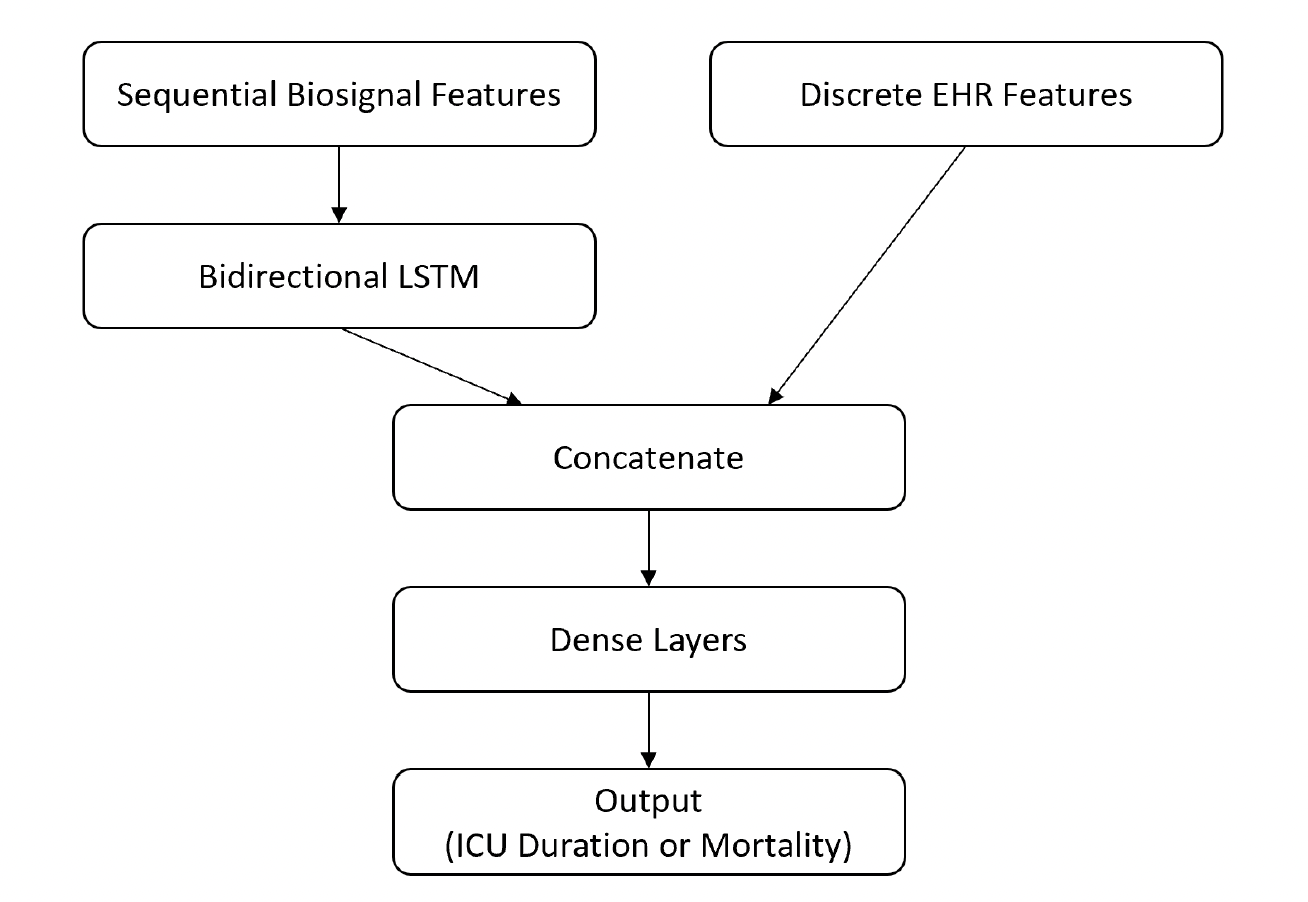 Sequential Biosignal Features
Discrete EHR Features
Bidirectional LSTM
Concatenate
Dense Layers
Output
(ICU Duration or Mortality)